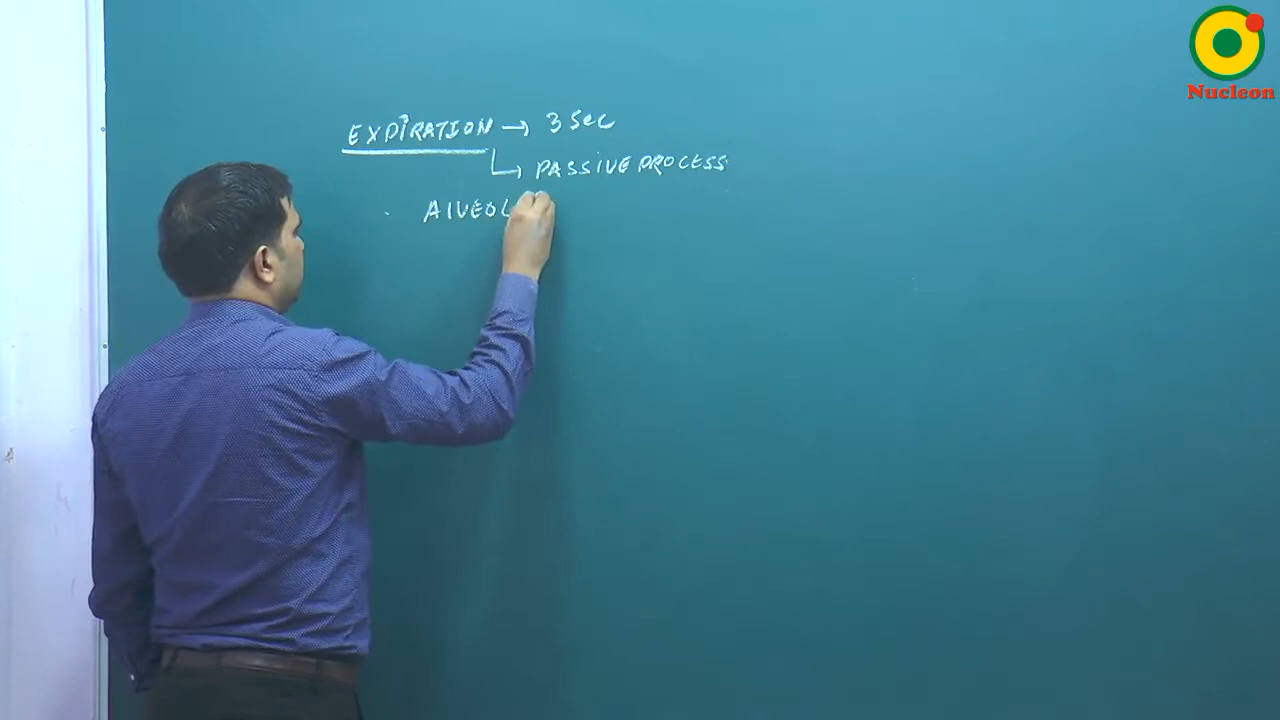 EXPIRATION → 3 Sec
↳ PASSIVE PROCESS
AlVEOL
Nucleon